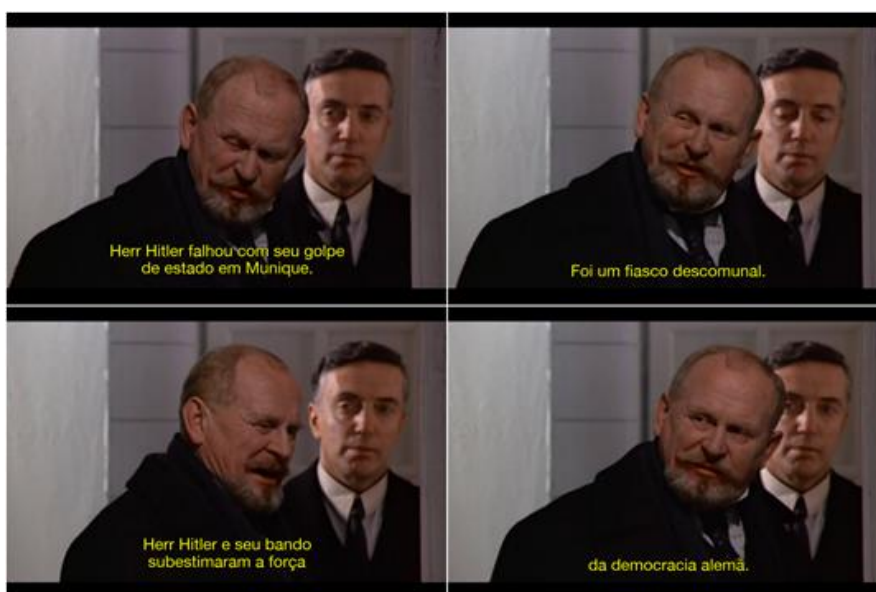 Herr Hitler falhou com seu golpe
de estado em Munique.
Foi um fiasco descomunal.
Herr Hitler e seu bando
subestimaram a força
da democracia alemã.